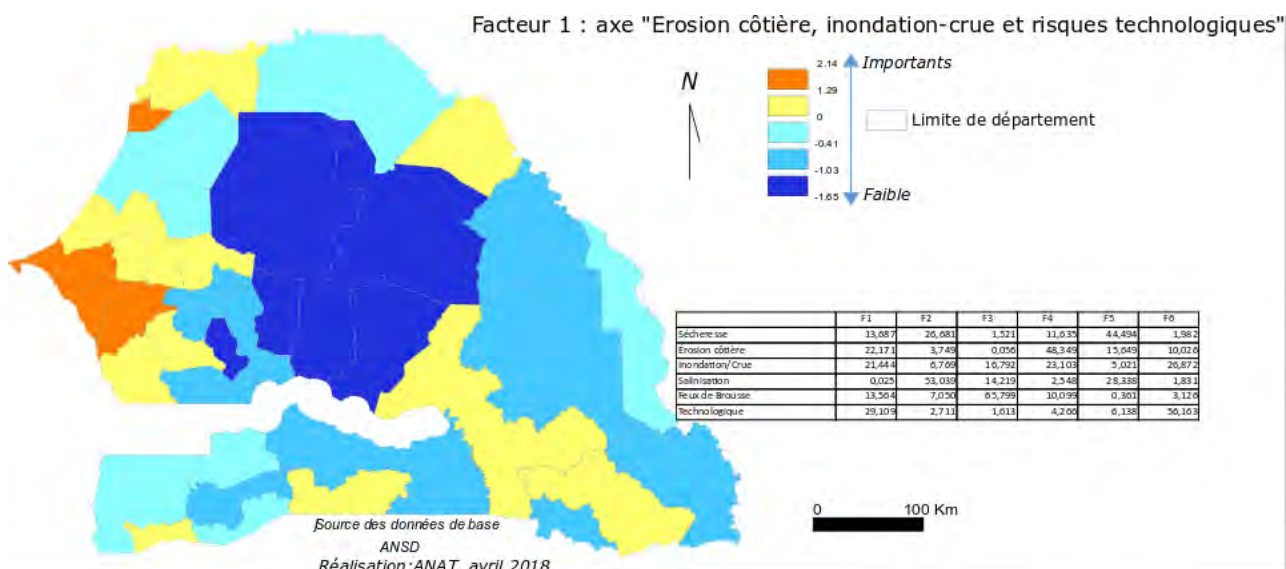 Facteur 1 : axe "Erosion côtière, inondation-crue et risques technologiques"
N
2.14
1.29
0
-0.41
-1.03
-1.65
Importants
Faible
Limite de département
F1 F2 F3 F4 F5 F6
Sécheresse 13,687 26,681 1,521 11,635 44,494 1,982
Erosion côtière 22,171 3,749 0,056 48,349 15,649 10,026
Inondation/Crue 21,444 6,769 16,792 23,103 5,021 26,872
Salinisation 0,025 53,039 14,219 2,548 28,338 1,831
Feux de Brousse 13,564 7,050 65,799 10,099 0,361 3,126
Technologique 29,109 2,711 1,613 4,266 6,138 56,163
0 100 Km
Source des données de base
ANSD
Réalisation:ANAT, avril 2018